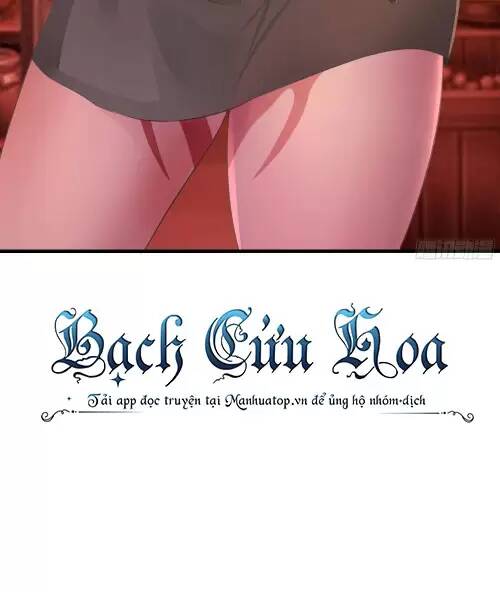 Bạch Cửu Hoa
Tải app đọc truyện tại Manhuatop.vn để ủng hộ nhóm dịch